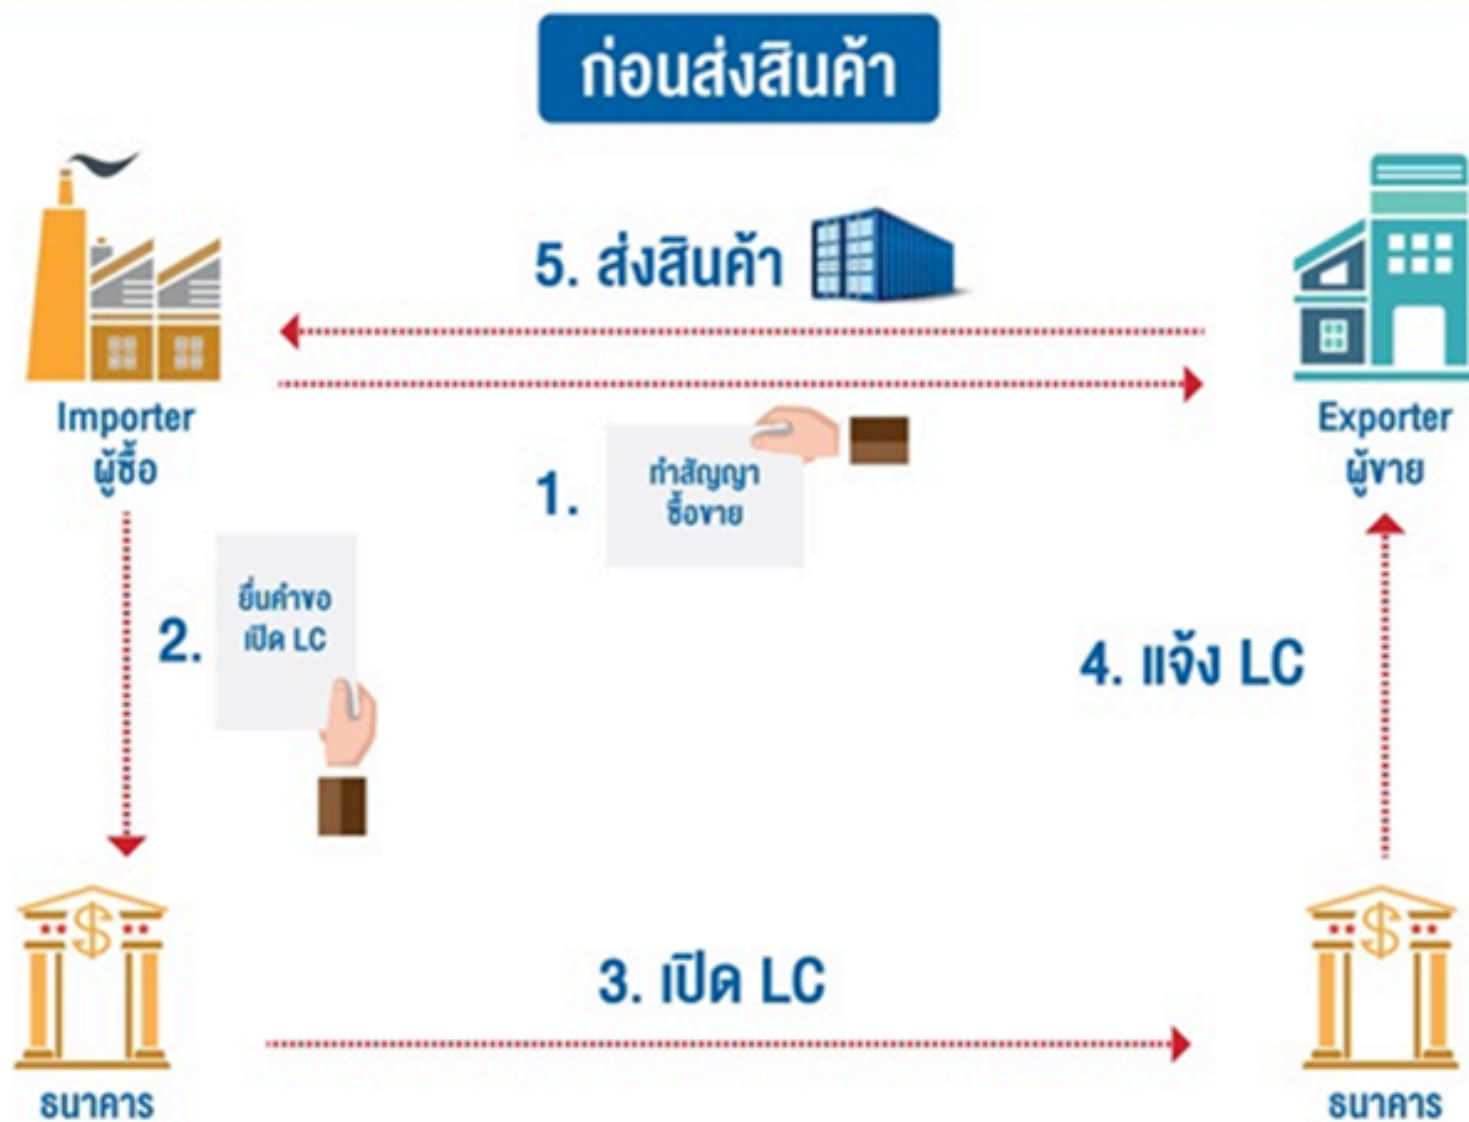 ก่อนส่งสินค้า
5. ส่งสินค้า
Importer
ผู้ซื้อ
Exporter
ผู้ขาย
1.
ทำสัญญา
ซื้อขาย
2.
ยื่นคำขอ
เปิด LC
4. แจ้ง LC
3. เปิด LC
ธนาคาร
ธนาคาร